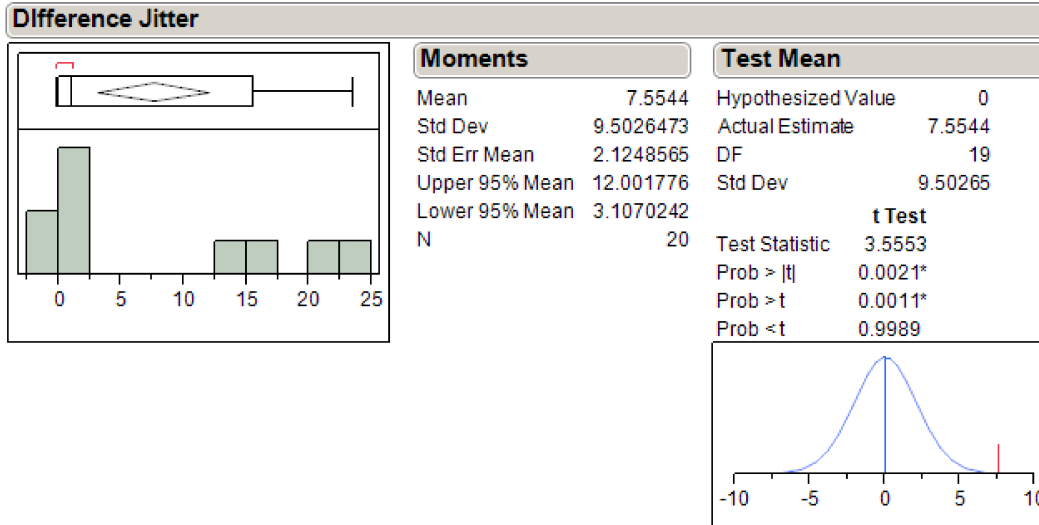 DIfference Jitter
0 5 10 15 20 25
Moments
Mean 7.5544
Std Dev 9.5026473
Std Err Mean 2.1248565
Upper 95% Mean 12.001776
Lower 95% Mean 3.1070242
N 20
Test Mean
Hypothesized Value 0
Actual Estimate 7.5544
DF 19
Std Dev 9.50265
t Test
Test Statistic 3.5553
Prob > |t| 0.0021*
Prob > t 0.0011*
Prob < t 0.9989
-10 -5 0 5 10